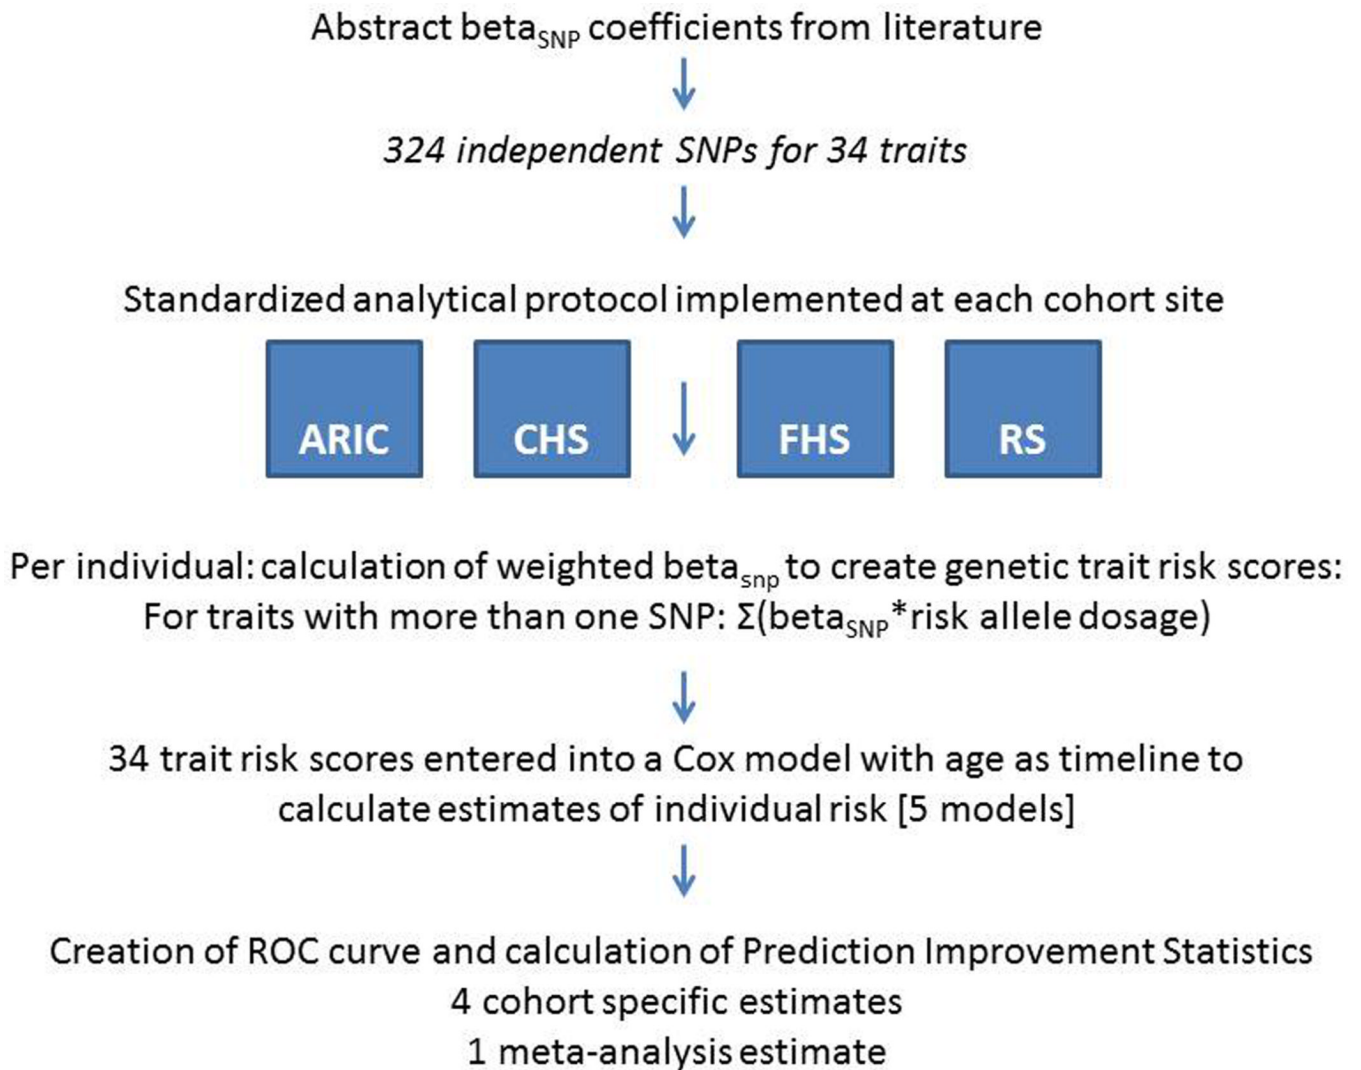 Abstract betaSNP coefficients from literature
324 independent SNPs for 34 traits
Standardized analytical protocol implemented at each cohort site
ARIC CHS FHS RS
Per individual: calculation of weighted betasnp to create genetic trait risk scores:
For traits with more than one SNP: Σ(betaSNP*risk allele dosage)
34 trait risk scores entered into a Cox model with age as timeline to
calculate estimates of individual risk [5 models]
Creation of ROC curve and calculation of Prediction Improvement Statistics
4 cohort specific estimates
1 meta-analysis estimate